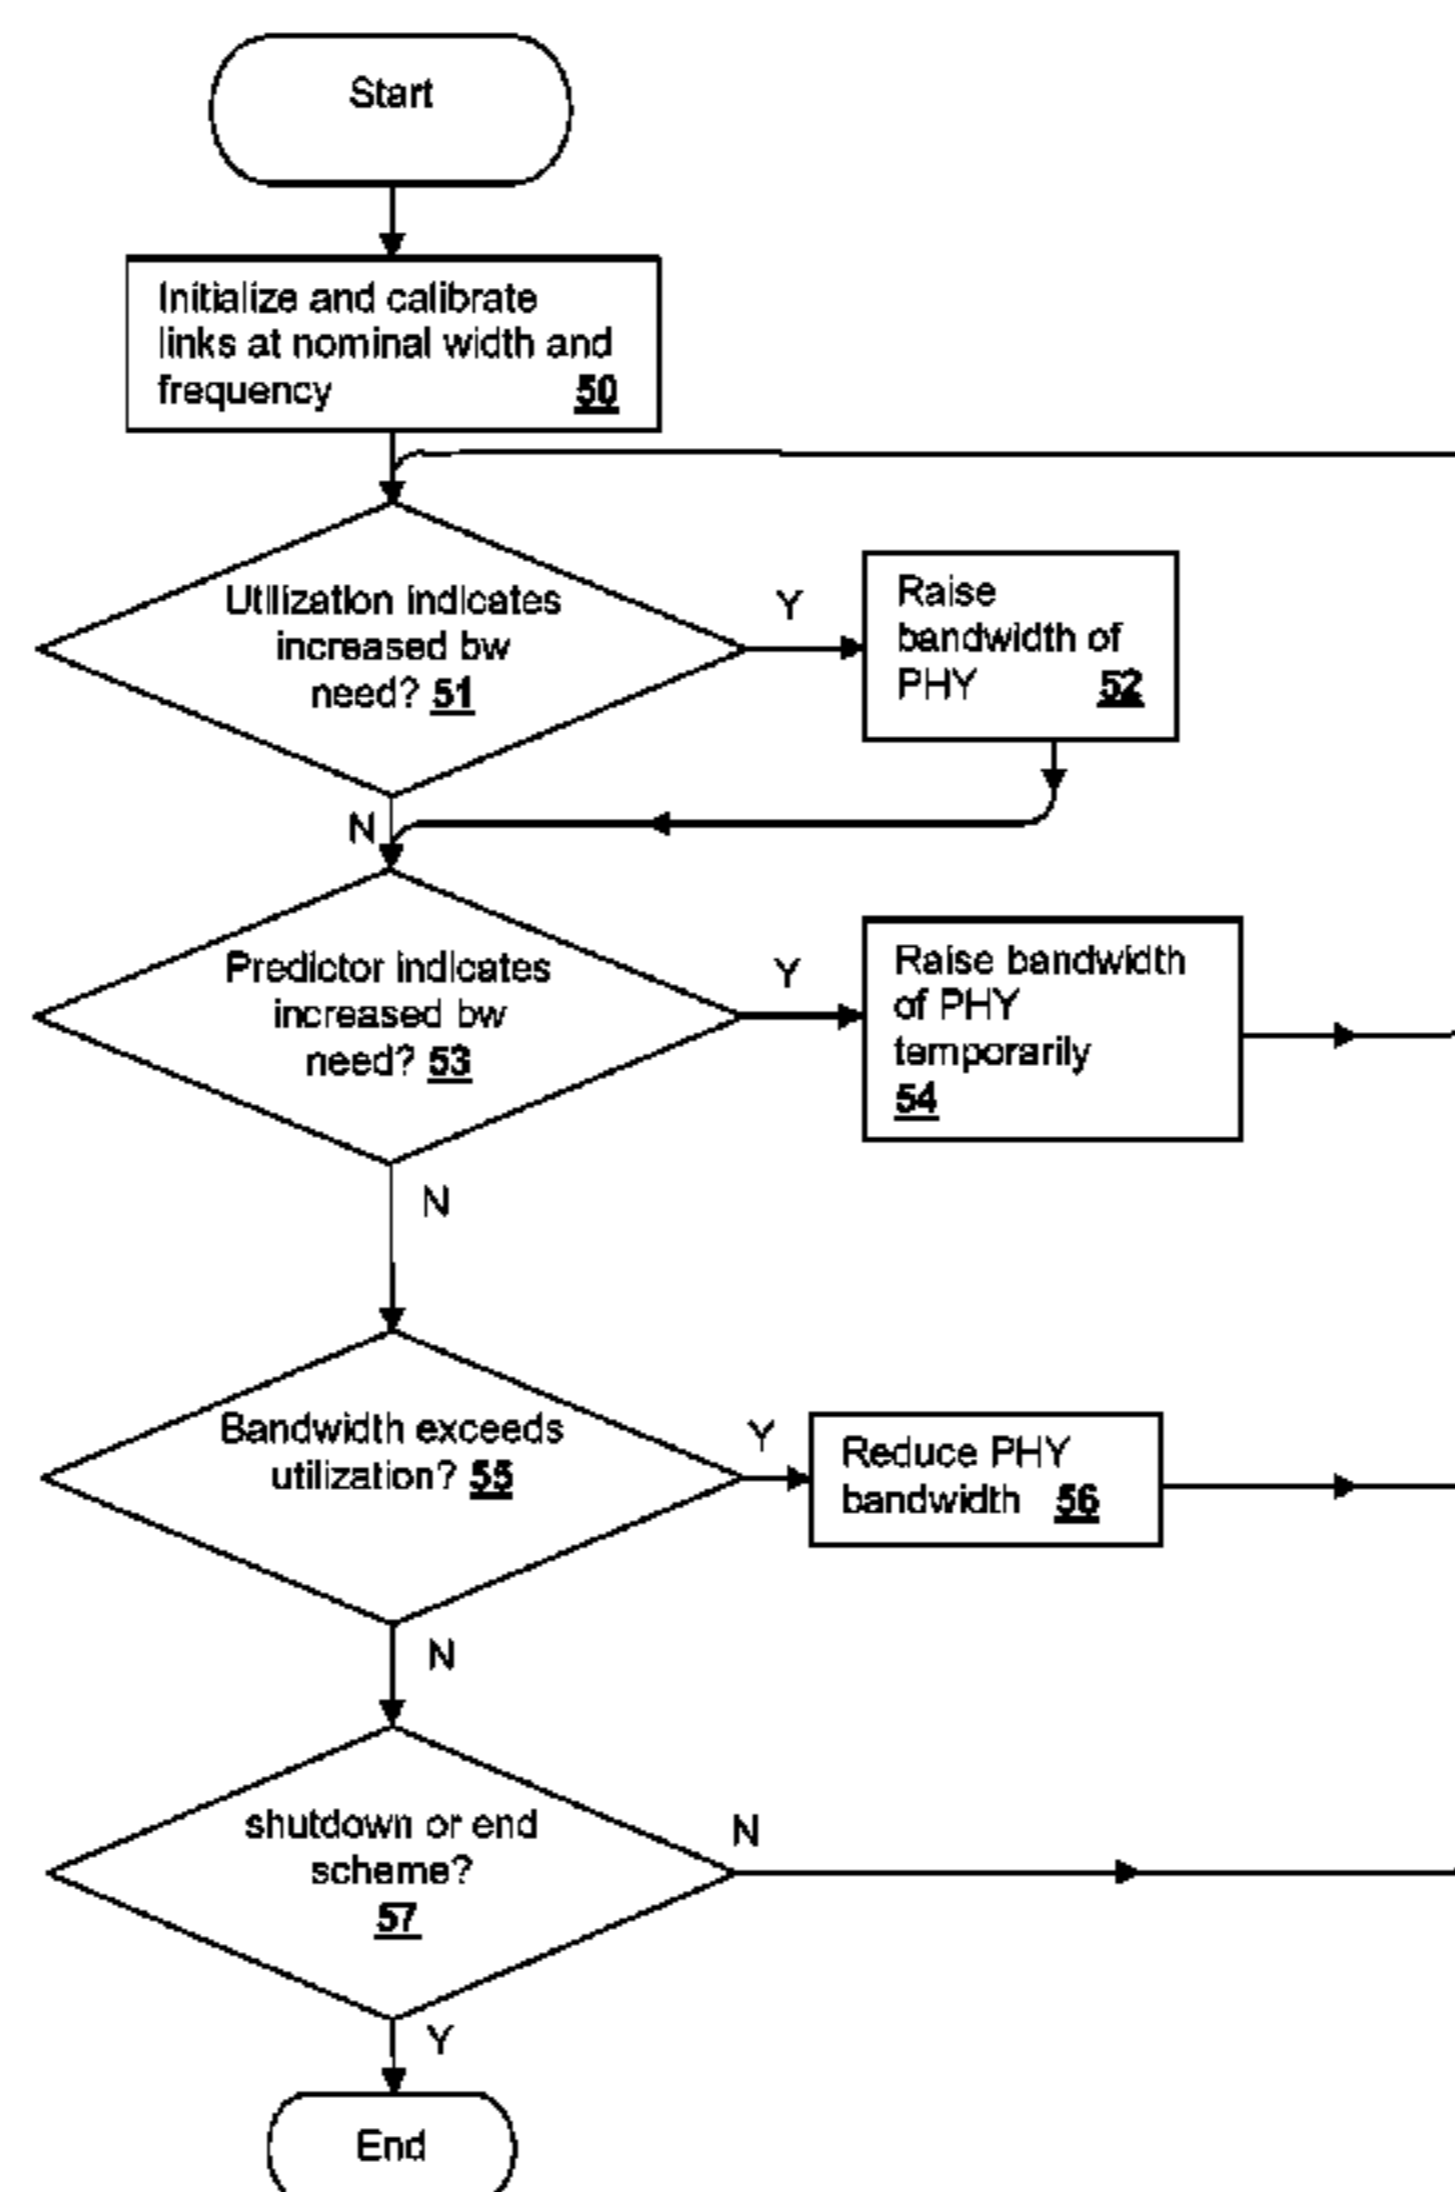 Start
Initialize and calibrate
links at nominal width and
frequency 50
Utilization indicates
increased bw
need? 51
Y
Raise
bandwidth of
PHY 52
N
Predictor indicates
increased bw
need? 53
Y
Raise bandwidth
of PHY
temporarily
54
N
Bandwidth exceeds
utilization? 55
Y
Reduce PHY
bandwidth 56
N
shutdown or end
scheme?
57
N
Y
End